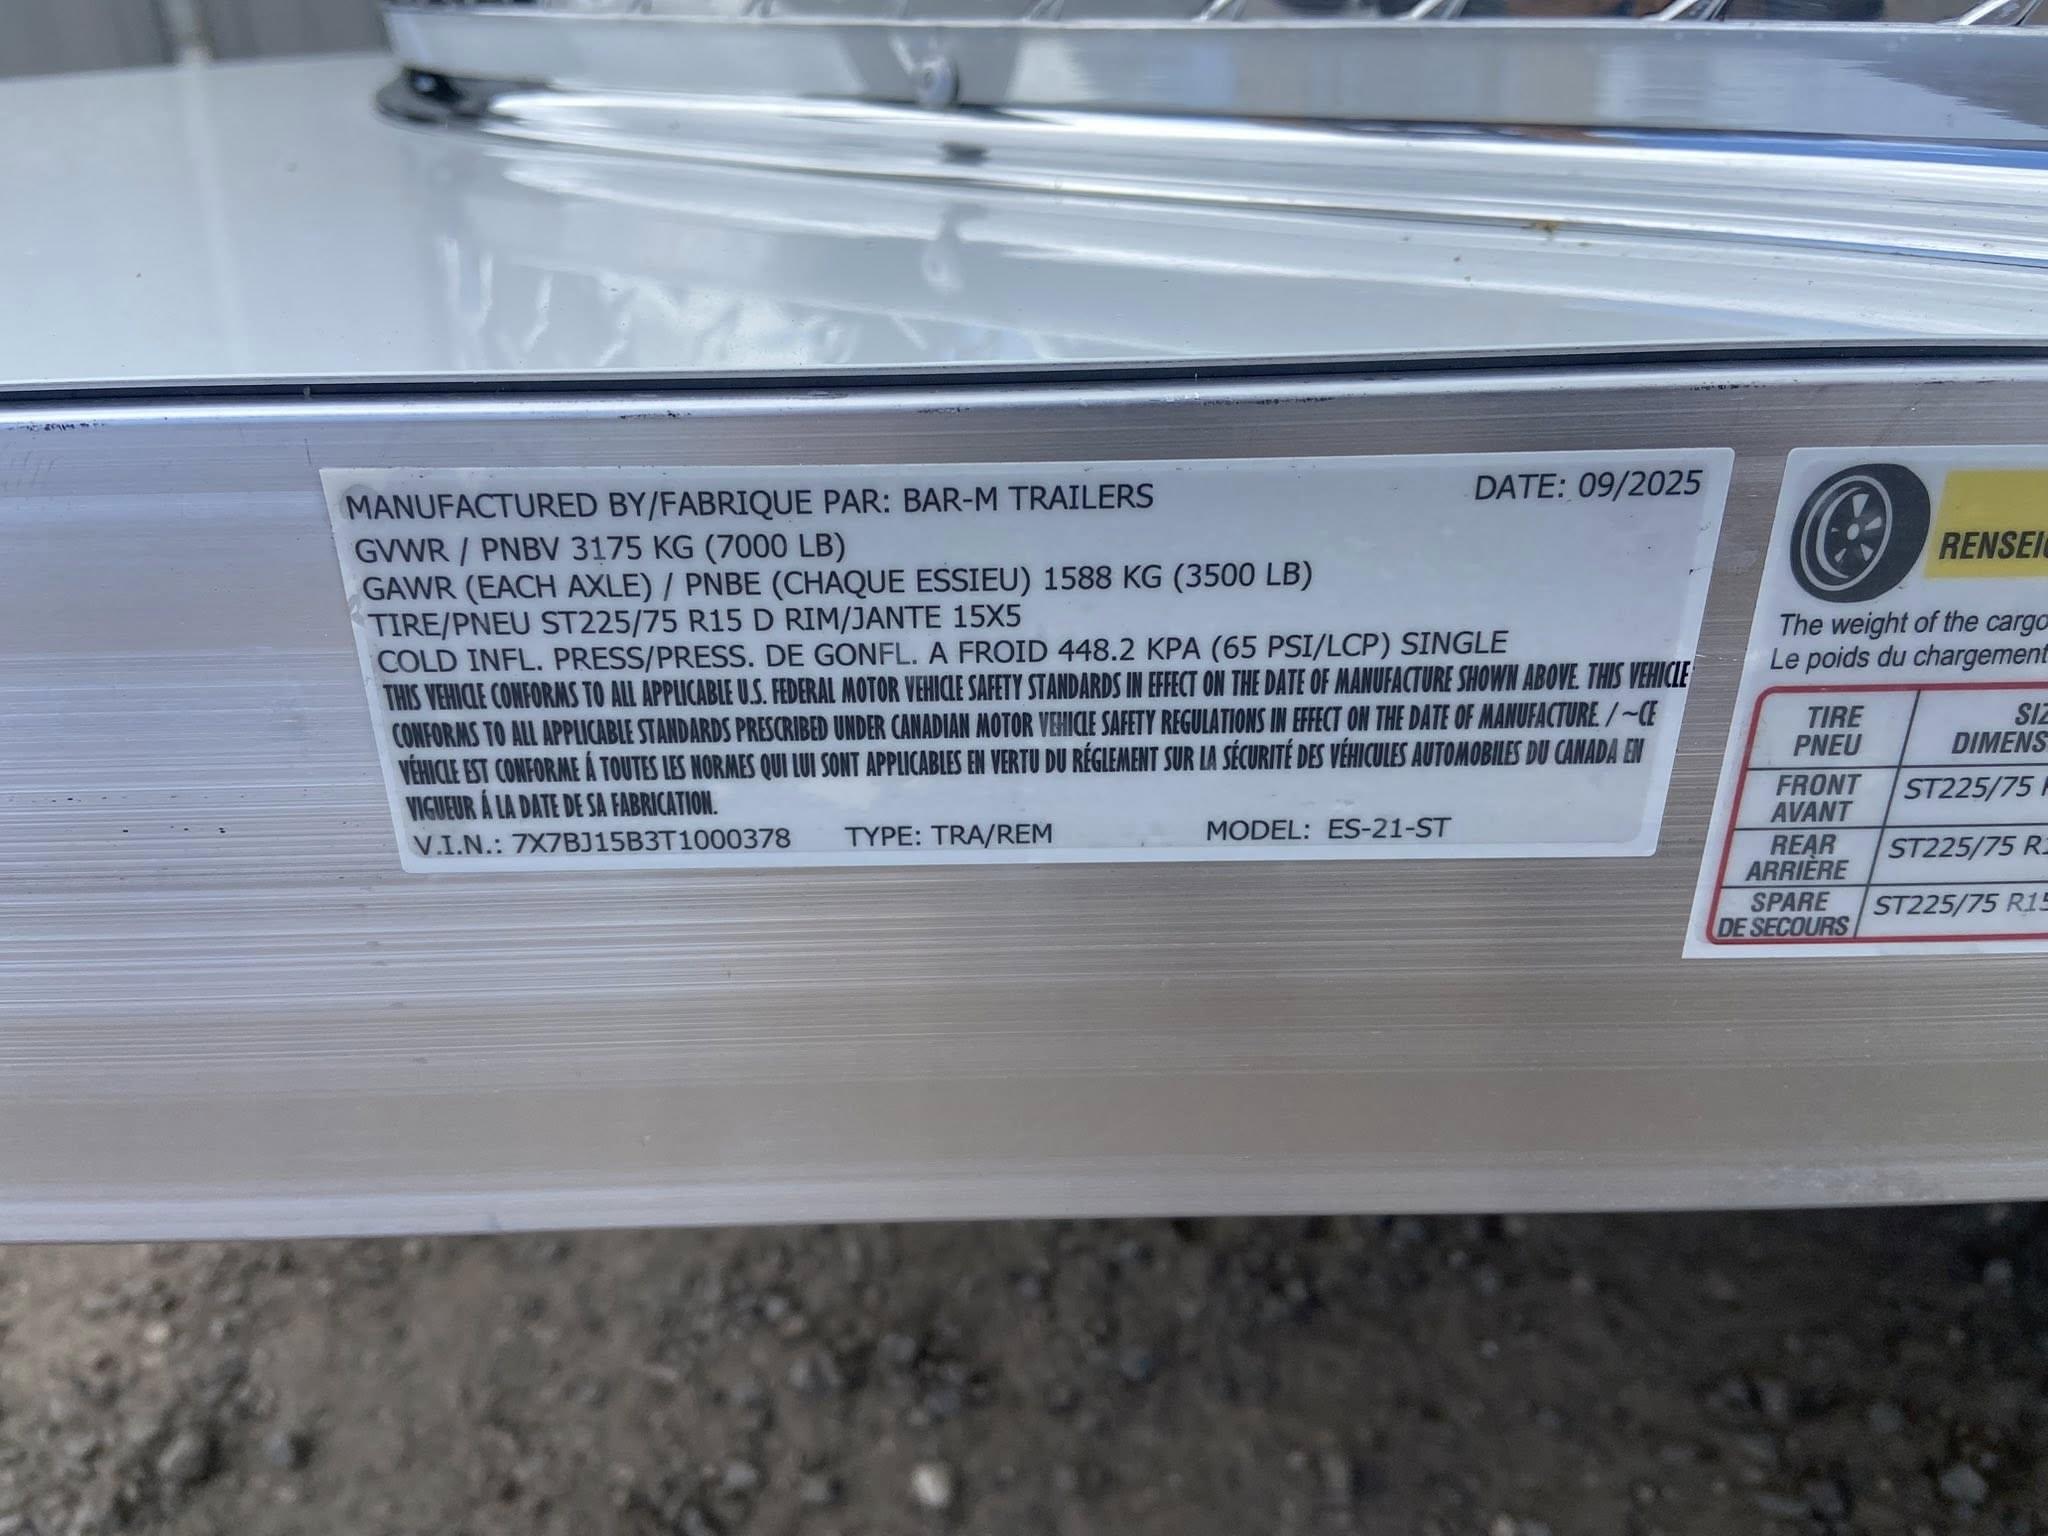 MANUFACTURED BY/FABRIQUE PAR: BAR-M TRAILERS DATE: 09/2025
GVWR / PNBV 3175 KG (7000 LB)
GAWR (EACH AXLE) / PNBE (CHAQUE ESSIEU) 1588 KG (3500 LB)
TIRE/PNEU ST225/75 R15 D RIM/JANTE 15X5
COLD INFL. PRESS/PRESS. DE GONFL. A FROID 448.2 KPA (65 PSI/LCP) SINGLE
THIS VEHICLE CONFORMS TO ALL APPLICABLE U.S. FEDERAL MOTOR VEHICLE SAFETY STANDARDS IN EFFECT ON THE DATE OF MANUFACTURE SHOWN ABOVE. THIS VEHICLE
CONFORMS TO ALL APPLICABLE STANDARDS PRESCRIBED UNDER CANADIAN MOTOR VEHICLE SAFETY REGULATIONS IN EFFECT ON THE DATE OF MANUFACTURE. / ~CE
VÉHICLE EST CONFORME Á TOUTES LES NORMES QUI LUI SONT APPLICABLES EN VERTU DU RÉGLEMENT SUR LA SÉCURITÉ DES VÉHICULES AUTOMOBILES DU CANADA EN
VIGUEUR Á LA DATE DE SA FABRICATION.
V.I.N.: 7X7BJ15B3T1000378 TYPE: TRA/REM MODEL: ES-21-ST
The weight of the cargo
Le poids du chargement
TIRE
PNEU
FRONT
AVANT
ST225/75
REAR
ARRIÈRE
ST225/75
SPARE
DE SECOURS
ST225/75 R15